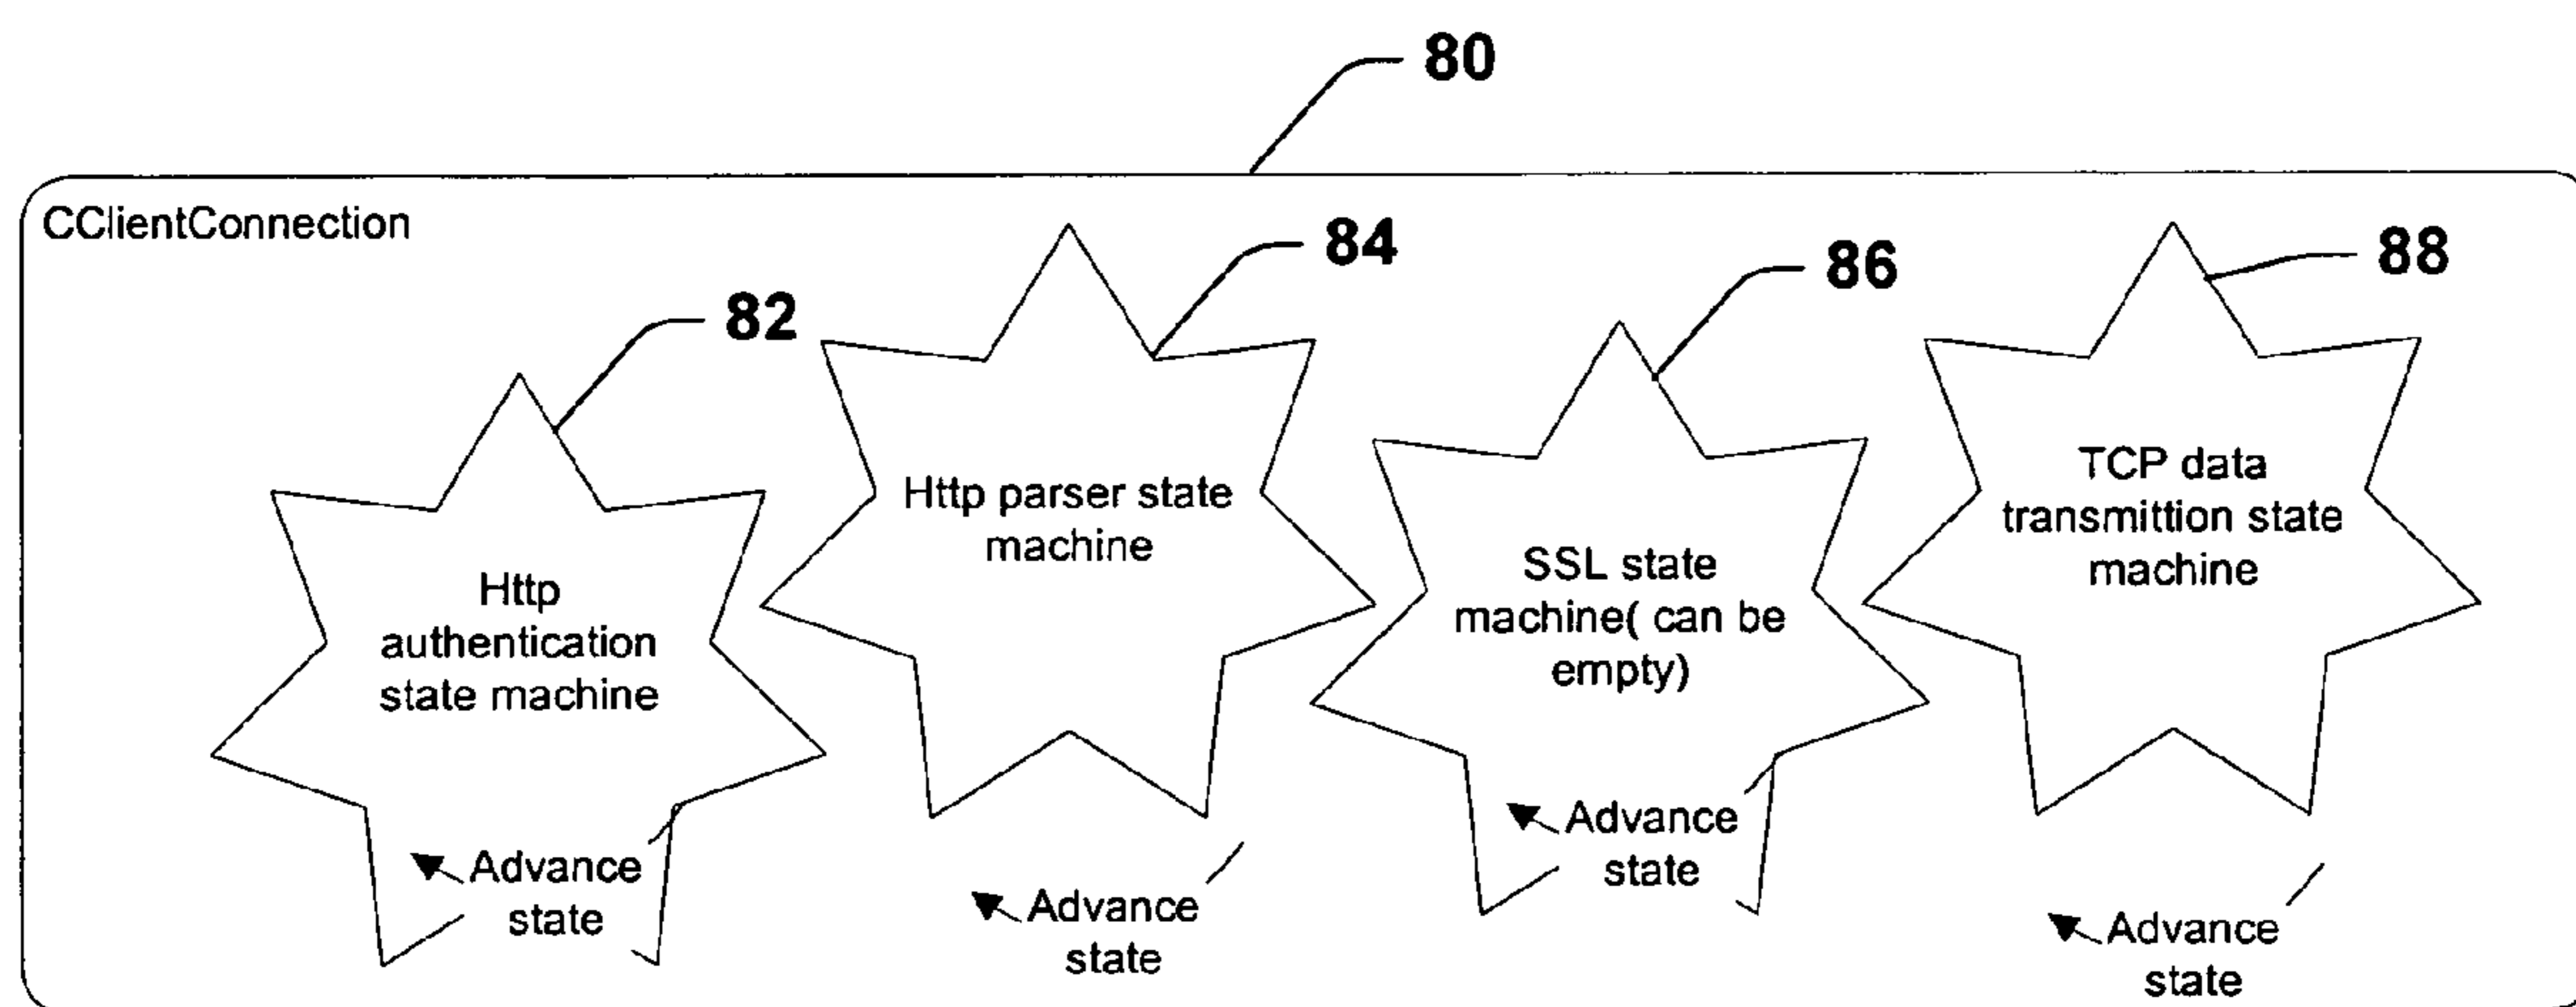 80
CClientConnection
82
84
86
88
Http
authentication
state machine
Advance
state
Http parser state
machine
Advance
state
SSL state
machine( can be
empty)
Advance
state
TCP data
transmittion state
machine
Advance
state